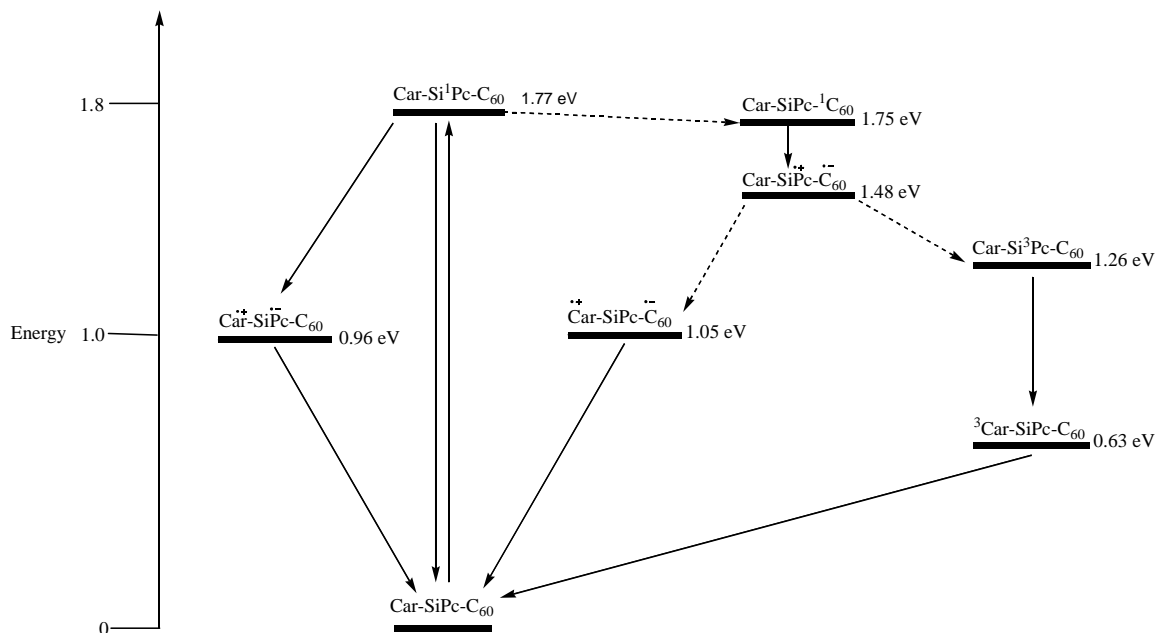 1.8
Car-Si¹Pc-C₆₀
1.77 eV
Car-SiPc-¹C₆₀
1.75 eV
•+ •−
Car-SiPc-C₆₀
1.48 eV
Car-Si³Pc-C₆₀
1.26 eV
Energy
1.0
•+ •−
Car-SiPc-C₆₀
0.96 eV
•+ •−
Car-SiPc-C₆₀
1.05 eV
³Car-SiPc-C₆₀
0.63 eV
Car-SiPc-C₆₀
0